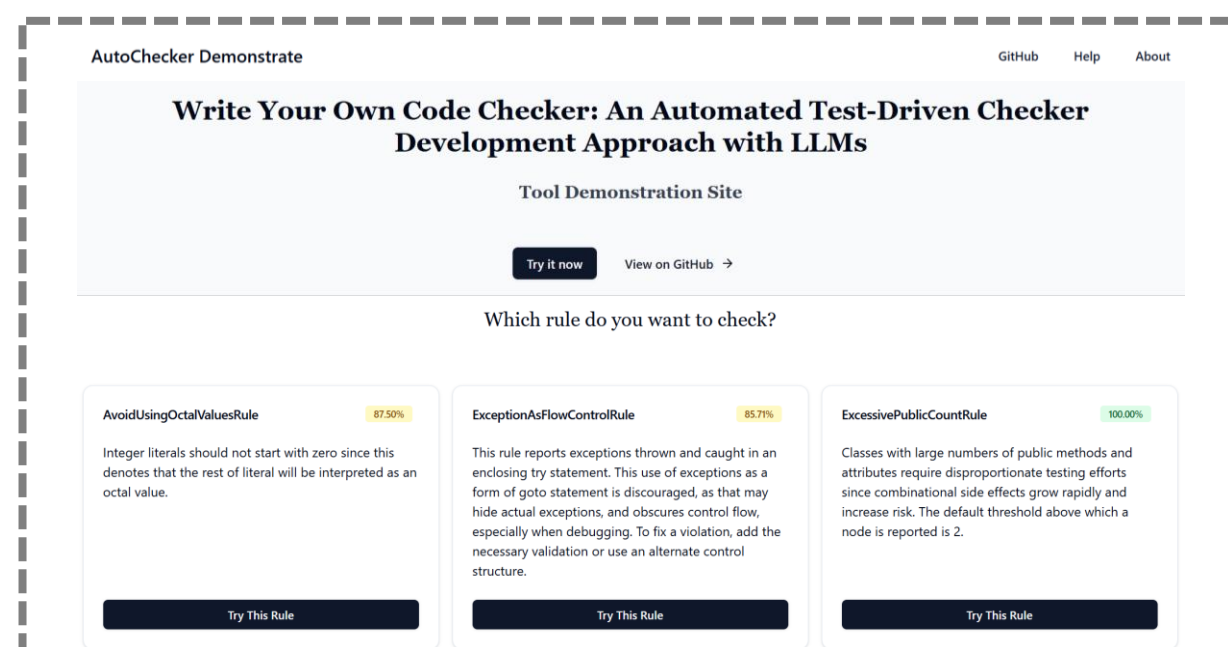 AutoChecker Demonstrate
GitHub Help About
Write Your Own Code Checker: An Automated Test-Driven Checker
Development Approach with LLMs
Tool Demonstration Site
Try it now View on GitHub →
Which rule do you want to check?
AvoidUsingOctalValuesRule 87.50%
Integer literals should not start with zero since this
denotes that the rest of literal will be interpreted as an
octal value.
Try This Rule
ExceptionAsFlowControlRule 85.71%
This rule reports exceptions thrown and caught in an
enclosing try statement. This use of exceptions as a
form of goto statement is discouraged, as that may
hide actual exceptions, and obscures control flow,
especially when debugging. To fix a violation, add the
necessary validation or use an alternate control
structure.
Try This Rule
ExcessivePublicCountRule 100.00%
Classes with large numbers of public methods and
attributes require disproportionate testing efforts
since combinational side effects grow rapidly and
increase risk. The default threshold above which a
node is reported is 2.
Try This Rule